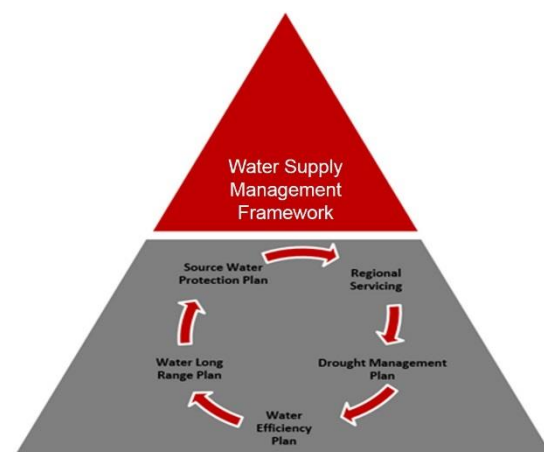 Water Supply
Management
Framework
Source Water
Protection Plan
Regional
Servicing
Water Long
Range Plan
Drought Management
Plan
Water
Efficiency
Plan